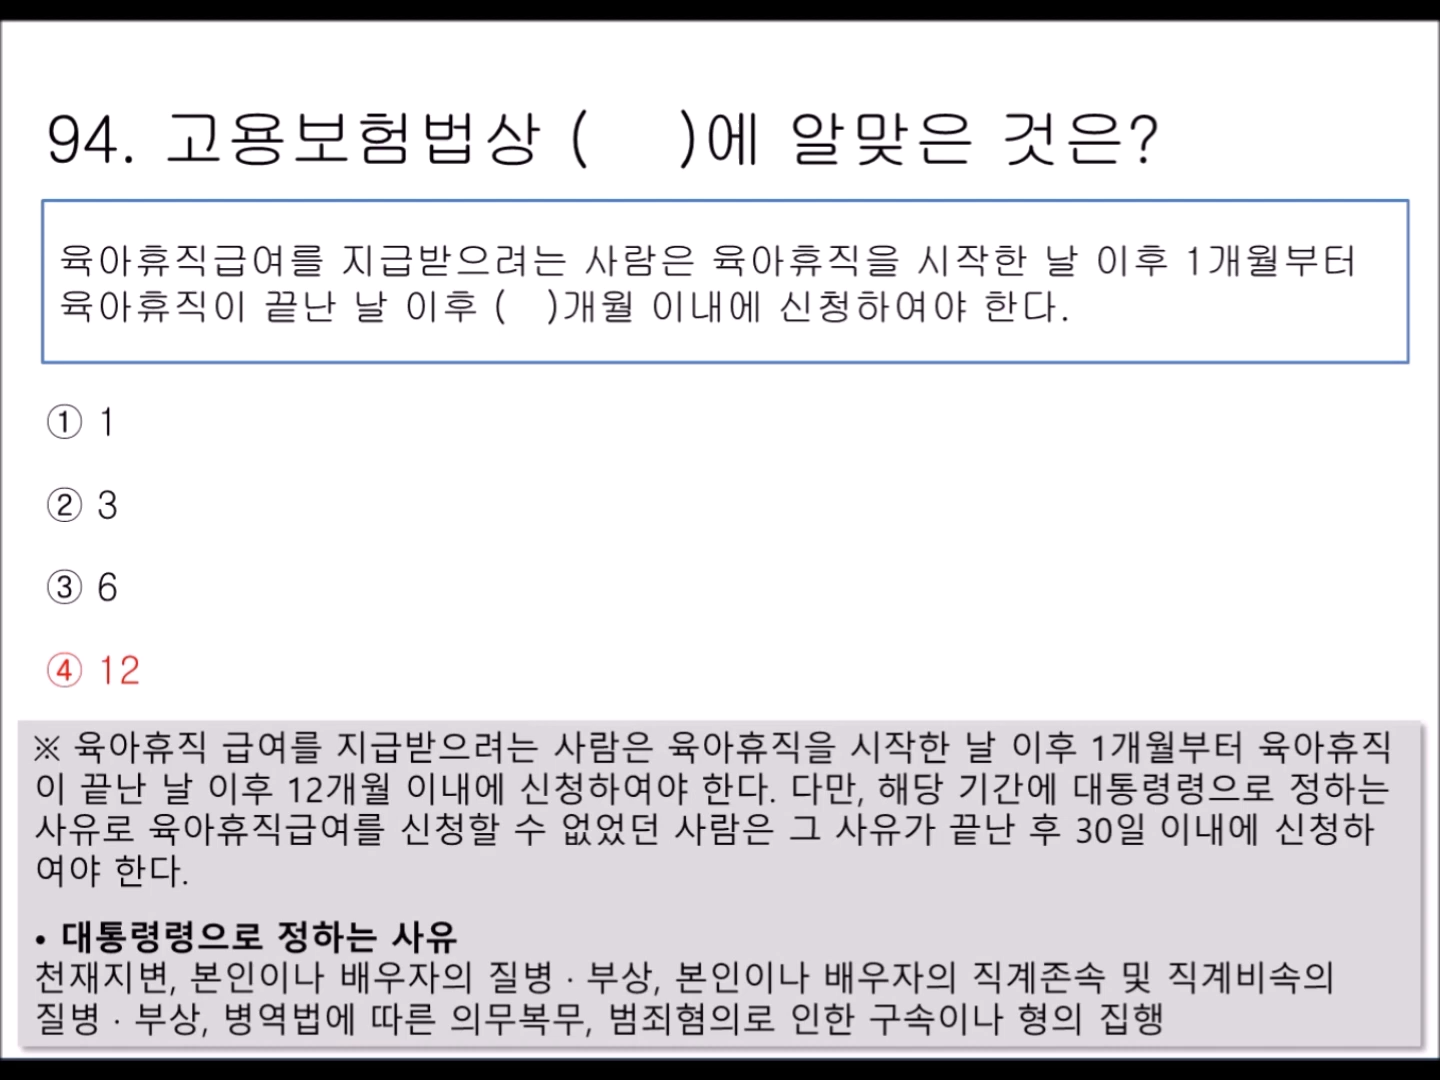 94. 고용보험법상 (    )에 알맞은 것은?
육아휴직급여를 지급받으려는 사람은 육아휴직을 시작한 날 이후 1개월부터
육아휴직이 끝난 날 이후 (   )개월 이내에 신청하여야 한다.
① 1
② 3
③ 6
④ 12
※ 육아휴직 급여를 지급받으려는 사람은 육아휴직을 시작한 날 이후 1개월부터 육아휴직
이 끝난 날 이후 12개월 이내에 신청하여야 한다. 다만, 해당 기간에 대통령령으로 정하는
사유로 육아휴직급여를 신청할 수 없었던 사람은 그 사유가 끝난 후 30일 이내에 신청하
여야 한다.
• 대통령령으로 정하는 사유
천재지변, 본인이나 배우자의 질병 · 부상, 본인이나 배우자의 직계존속 및 직계비속의
질병 · 부상, 병역법에 따른 의무복무, 범죄혐의로 인한 구속이나 형의 집행